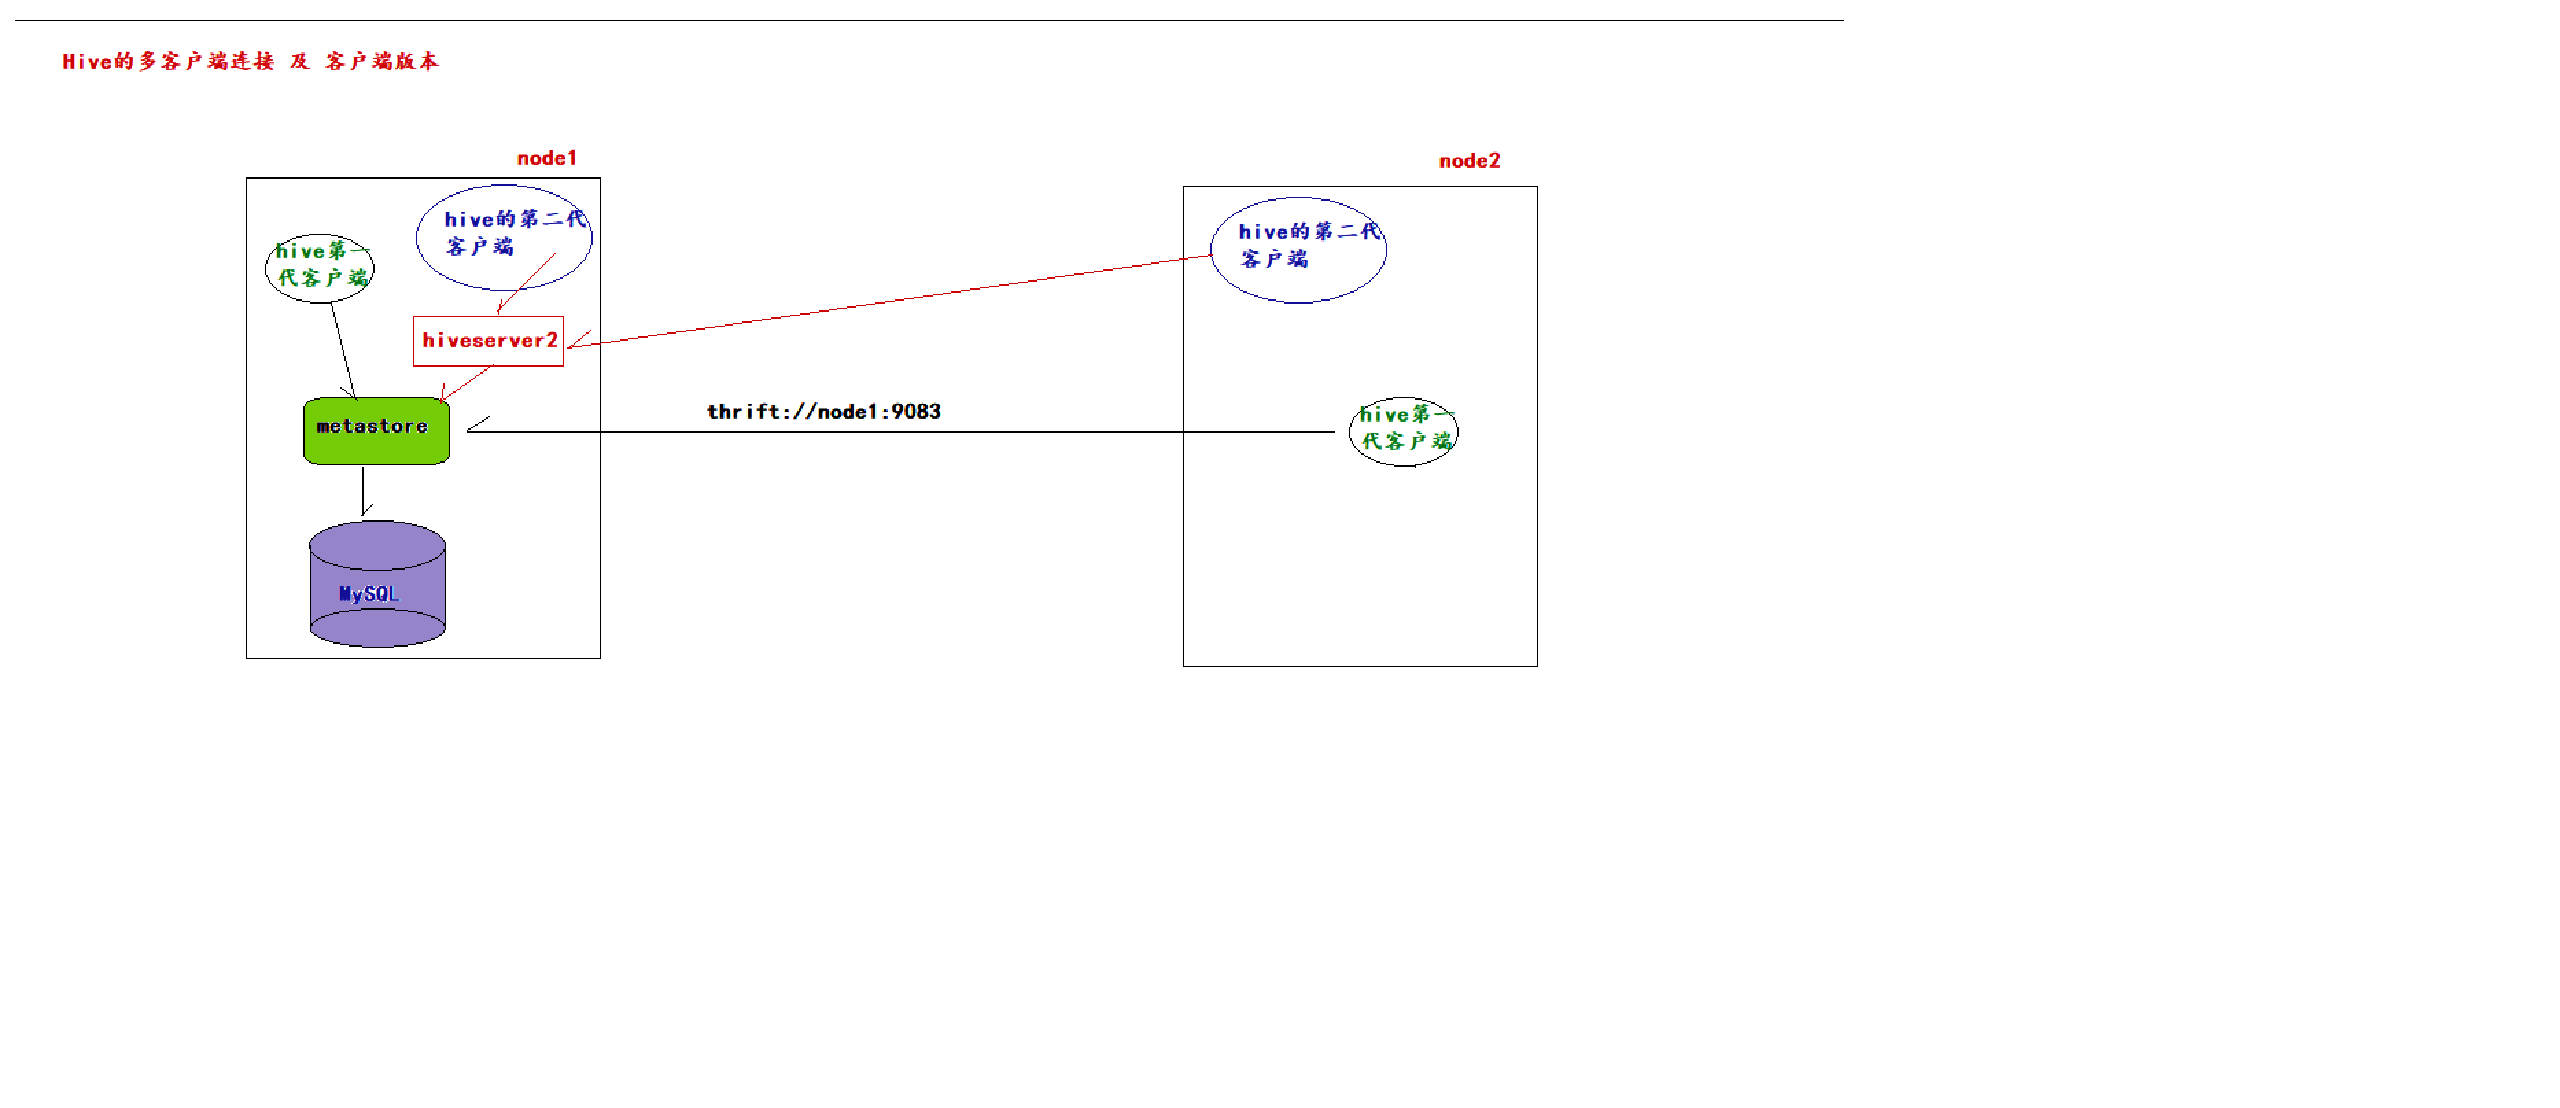 Hive的多客户端连接 及 客户端版本
node1
node2
hive的第二代
客户端
hive第一
代客户端
hiveserver2
metastore
MySQL
thrift://node1:9083
hive的第二代
客户端
hive第一
代客户端